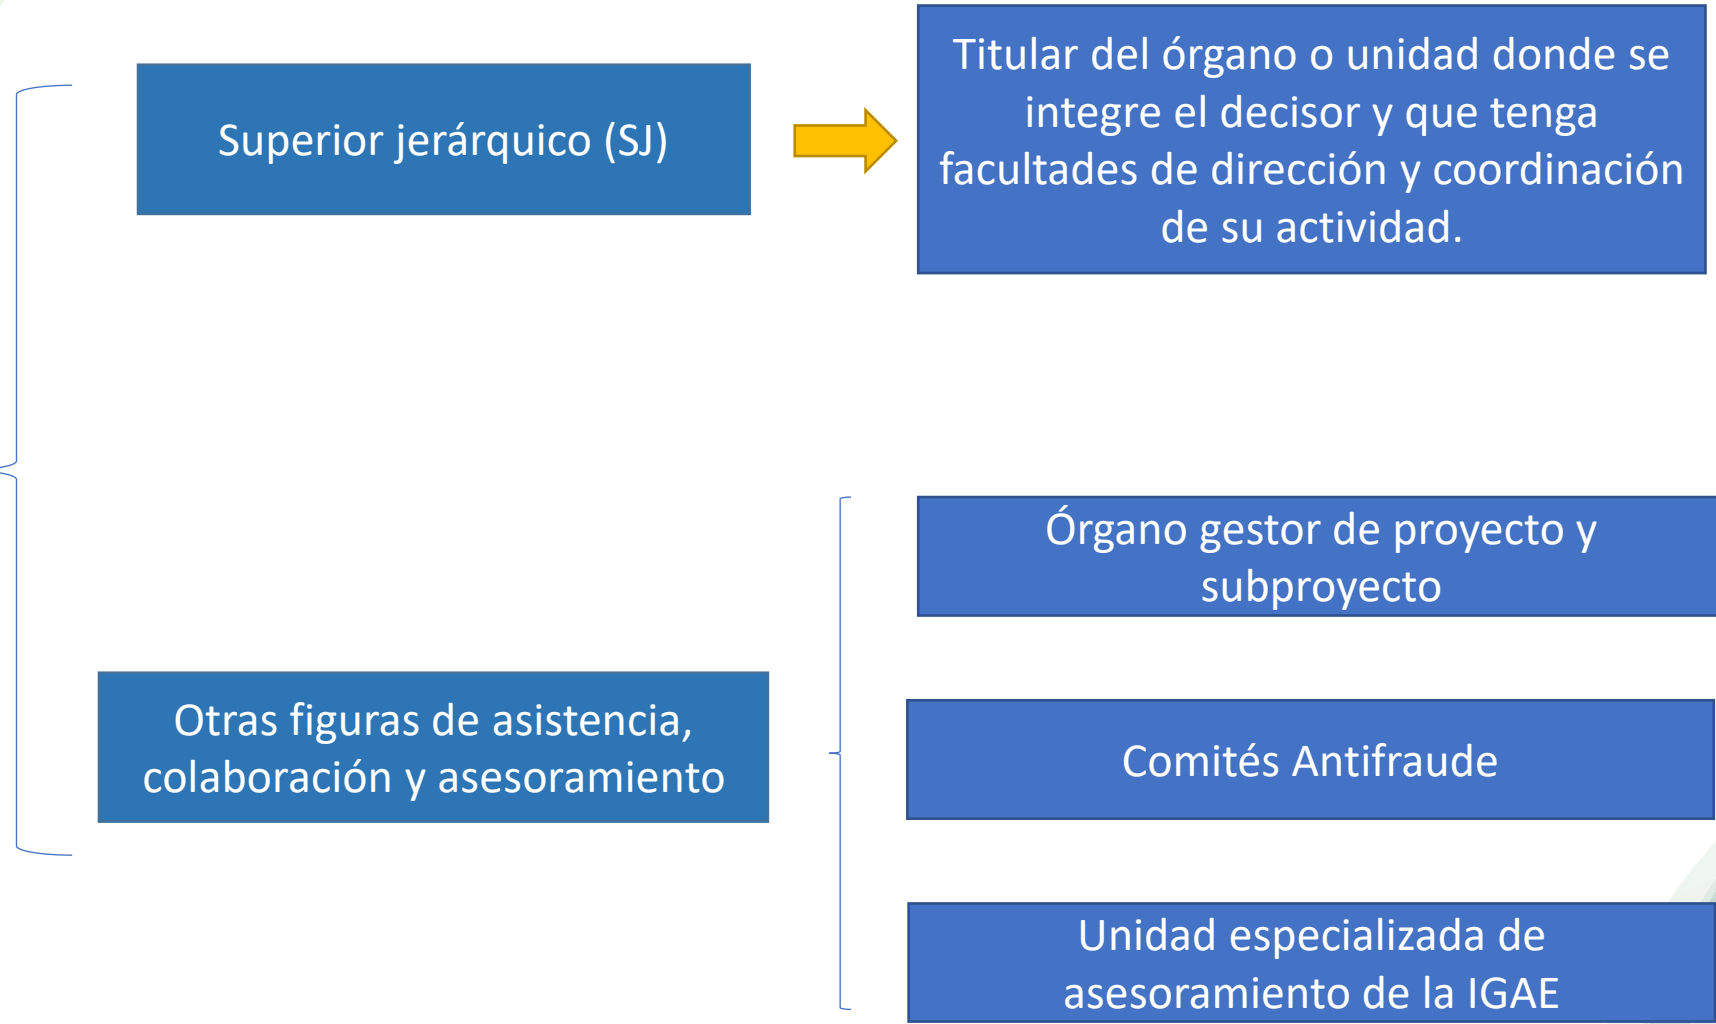 Superior jerárquico (SJ)
Titular del órgano o unidad donde se
integre el decisor y que tenga
facultades de dirección y coordinación
de su actividad.
Otras figuras de asistencia,
colaboración y asesoramiento
Órgano gestor de proyecto y
subproyecto
Comités Antifraude
Unidad especializada de
asesoramiento de la IGAE